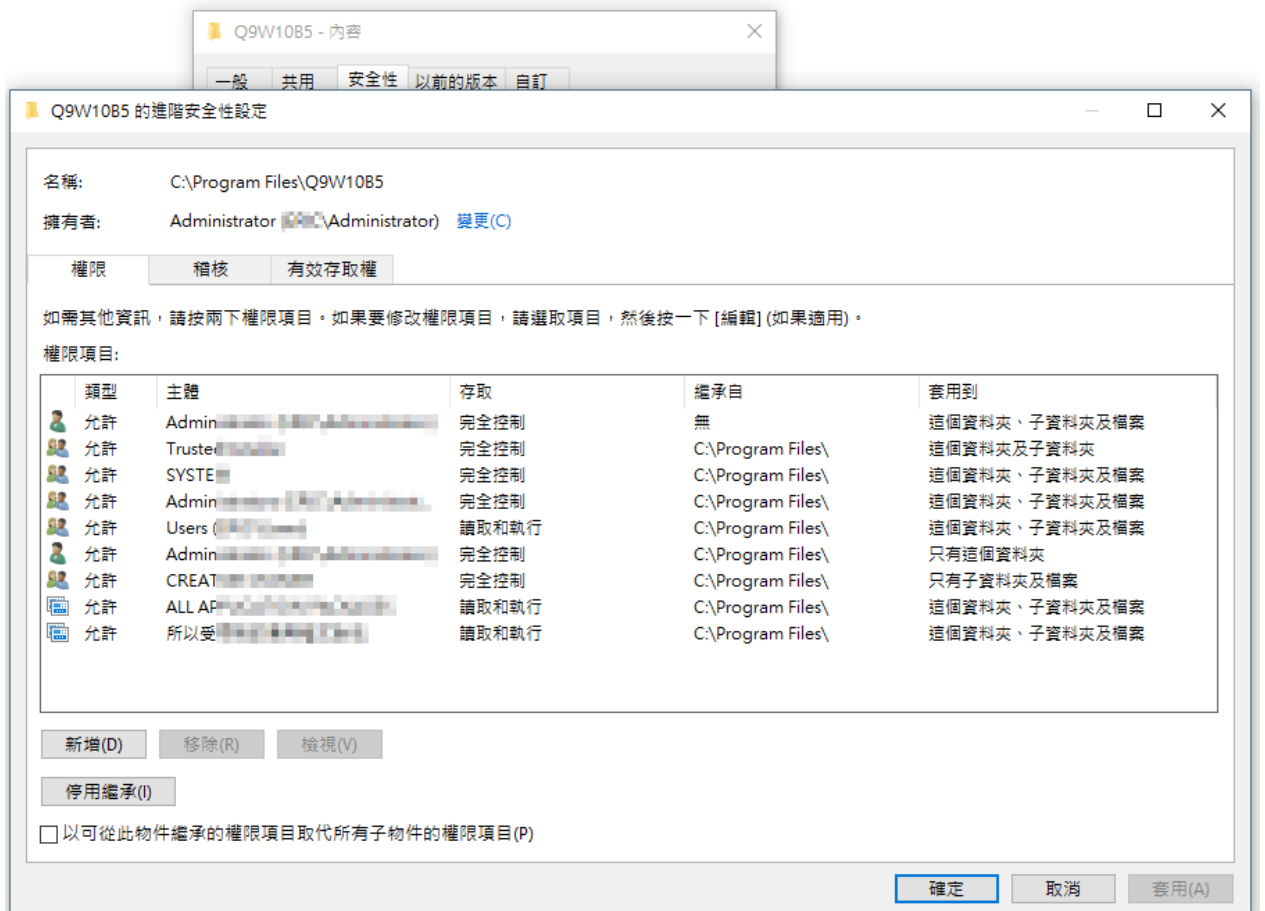 Q9W10B5 - 內容
一般 共用 安全性 以前的版本 自訂
Q9W10B5 的進階安全性設定
名稱: C:\Program Files\Q9W10B5
擁有者: Administrator \Administrator) 變更(C)
權限 稽核 有效存取權
如需其他資訊，請按兩下權限項目。如果要修改權限項目，請選取項目，然後按一下 [編輯] (如果適用)。
權限項目:
類型 主體 存取 繼承自 套用到
允許 Admin 完全控制 無 這個資料夾、子資料夾及檔案
允許 Truste 完全控制 C:\Program Files\ 這個資料夾及子資料夾
允許 SYSTE 完全控制 C:\Program Files\ 這個資料夾、子資料夾及檔案
允許 Admin 完全控制 C:\Program Files\ 這個資料夾、子資料夾及檔案
允許 Users ( 讀取和執行 C:\Program Files\ 這個資料夾、子資料夾及檔案
允許 Admin 完全控制 C:\Program Files\ 只有這個資料夾
允許 CREAT 完全控制 C:\Program Files\ 只有子資料夾及檔案
允許 ALL AP 讀取和執行 C:\Program Files\ 這個資料夾、子資料夾及檔案
允許 所以受 讀取和執行 C:\Program Files\ 這個資料夾、子資料夾及檔案
新增(D) 移除(R) 檢視(V)
停用繼承(I)
以可從此物件繼承的權限項目取代所有子物件的權限項目(P)
確定 取消 套用(A)